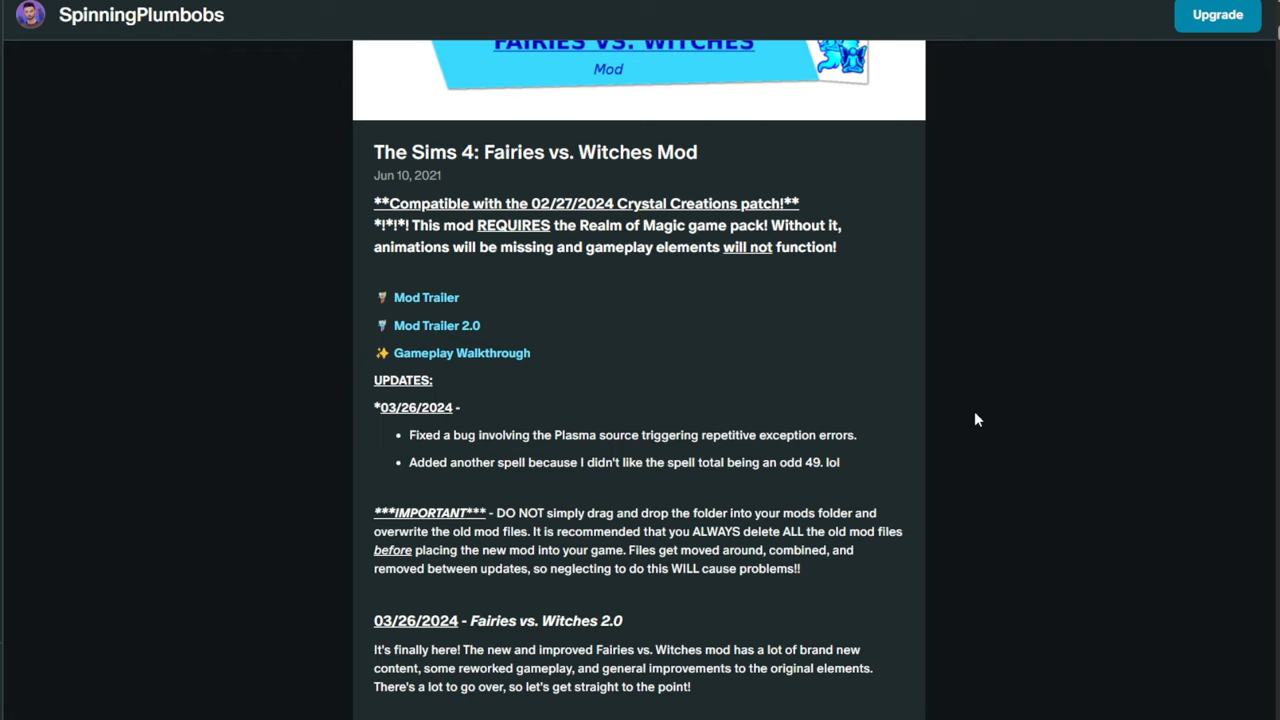 SpinningPlumbobs
Upgrade
FAIRIES VS. WITCHES
Mod
The Sims 4: Fairies vs. Witches Mod
Jun 10, 2021
**Compatible with the 02/27/2024 Crystal Creations patch!**
*!*!*! This mod REQUIRES the Realm of Magic game pack! Without it,
animations will be missing and gameplay elements will not function!
Mod Trailer
Mod Trailer 2.0
✨ Gameplay Walkthrough
UPDATES:
*03/26/2024 -
• Fixed a bug involving the Plasma source triggering repetitive exception errors.
• Added another spell because I didn't like the spell total being an odd 49. lol
***IMPORTANT*** - DO NOT simply drag and drop the folder into your mods folder and
overwrite the old mod files. It is recommended that you ALWAYS delete ALL the old mod files
before placing the new mod into your game. Files get moved around, combined, and
removed between updates, so neglecting to do this WILL cause problems!!
03/26/2024 - Fairies vs. Witches 2.0
It's finally here! The new and improved Fairies vs. Witches mod has a lot of brand new
content, some reworked gameplay, and general improvements to the original elements.
There's a lot to go over, so let's get straight to the point!